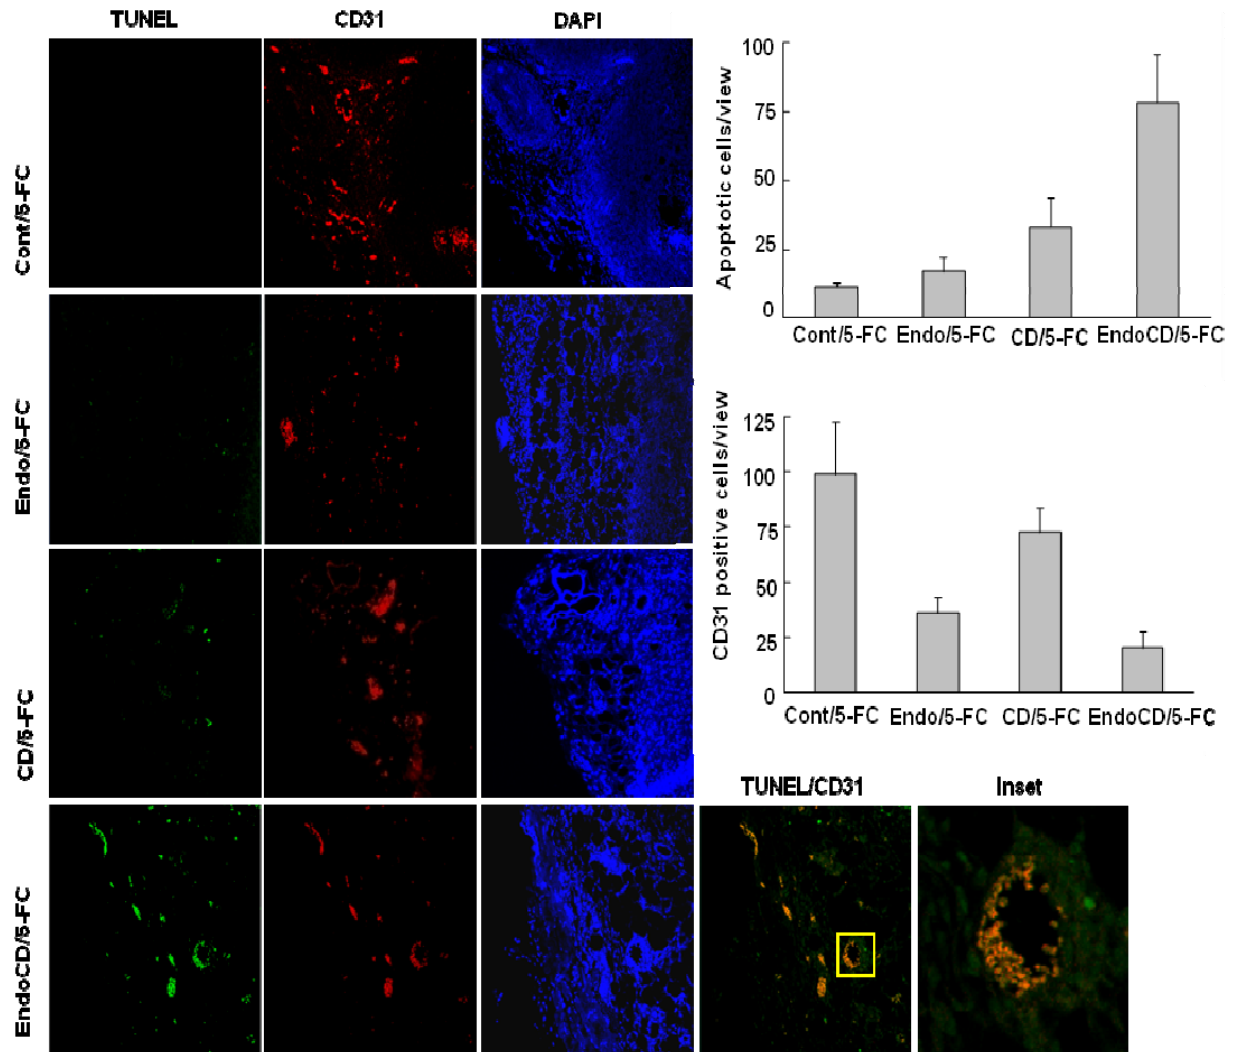 TUNEL CD31 DAPI
Cont/5-FC
Endo/5-FC
CD/5-FC
EndoCD/5-FC
Apoptotic cells/view
100
75
50
25
0
Cont/5-FC Endo/5-FC CD/5-FC EndoCD/5-FC
CD31 positive cells/view
125
100
75
50
25
0
Cont/5-FC Endo/5-FC CD/5-FC EndoCD/5-FC
TUNEL/CD31 Inset